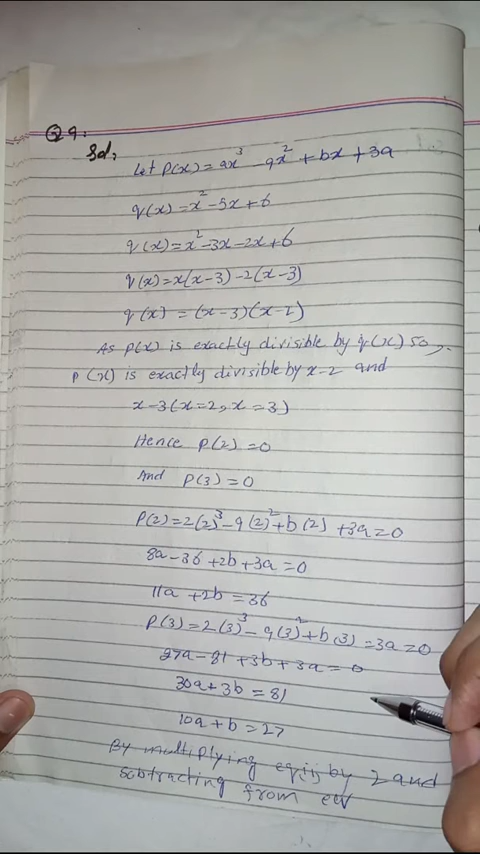 Q 9.
Sol,
Let P(x) = ax³ - 9x² + bx + 3a
q(x) = x² - 5x + 6
q(x) = x² - 3x - 2x + 6
q(x) = x(x-3) - 2(x-3)
q(x) = (x-3)(x-2)
As P(x) is exactly divisible by q(x) so,
P(x) is exactly divisible by x-2 and
x-3 (x=2, x=3)
Hence P(2) = 0
And P(3) = 0
P(2) = 2(2)³ - 9(2)² + b(2) + 3a = 0
8a - 36 + 2b + 3a = 0
11a + 2b = 36
P(3) = 2(3)³ - 9(3)² + b(3) = 3a = 0
27a - 81 + 3b + 3a = 0
30a + 3b = 81
10a + b = 27
By multiplying by 2 and
subtracting from